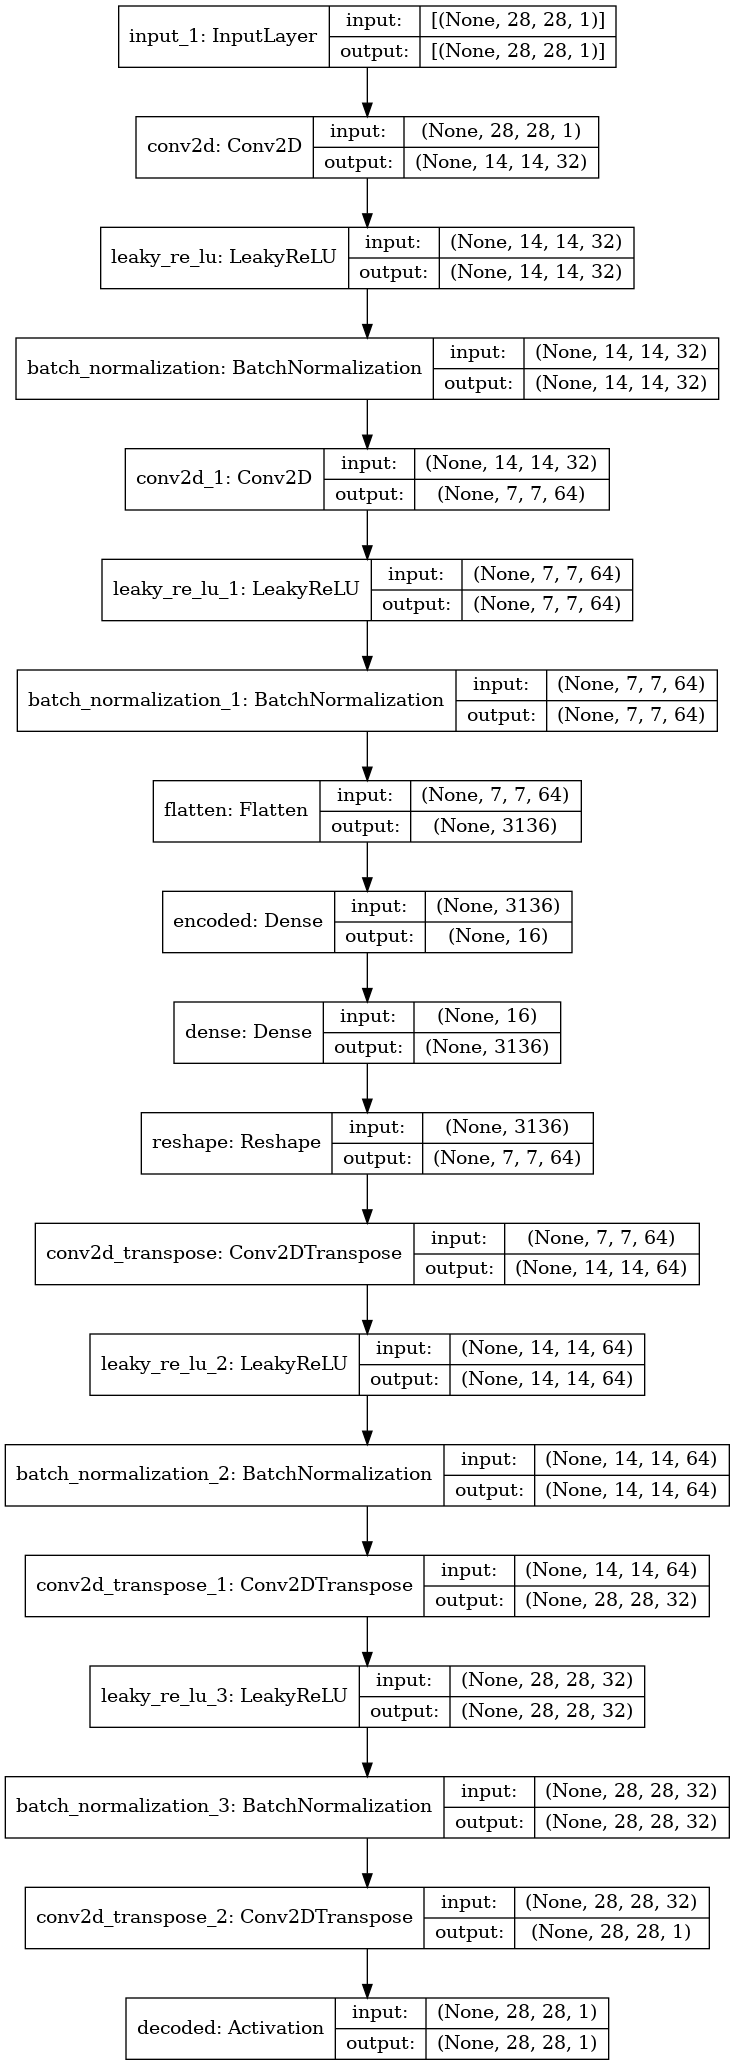 input_1: InputLayer
input:
[(None, 28, 28, 1)]
output:
[(None, 28, 28, 1)]
conv2d: Conv2D
input:
(None, 28, 28, 1)
output:
(None, 14, 14, 32)
leaky_re_lu: LeakyReLU
input:
(None, 14, 14, 32)
output:
(None, 14, 14, 32)
batch_normalization: BatchNormalization
input:
(None, 14, 14, 32)
output:
(None, 14, 14, 32)
conv2d_1: Conv2D
input:
(None, 14, 14, 32)
output:
(None, 7, 7, 64)
leaky_re_lu_1: LeakyReLU
input:
(None, 7, 7, 64)
output:
(None, 7, 7, 64)
batch_normalization_1: BatchNormalization
input:
(None, 7, 7, 64)
output:
(None, 7, 7, 64)
flatten: Flatten
input:
(None, 7, 7, 64)
output:
(None, 3136)
encoded: Dense
input:
(None, 3136)
output:
(None, 16)
dense: Dense
input:
(None, 16)
output:
(None, 3136)
reshape: Reshape
input:
(None, 3136)
output:
(None, 7, 7, 64)
conv2d_transpose: Conv2DTranspose
input:
(None, 7, 7, 64)
output:
(None, 14, 14, 64)
leaky_re_lu_2: LeakyReLU
input:
(None, 14, 14, 64)
output:
(None, 14, 14, 64)
batch_normalization_2: BatchNormalization
input:
(None, 14, 14, 64)
output:
(None, 14, 14, 64)
conv2d_transpose_1: Conv2DTranspose
input:
(None, 14, 14, 64)
output:
(None, 28, 28, 32)
leaky_re_lu_3: LeakyReLU
input:
(None, 28, 28, 32)
output:
(None, 28, 28, 32)
batch_normalization_3: BatchNormalization
input:
(None, 28, 28, 32)
output:
(None, 28, 28, 32)
conv2d_transpose_2: Conv2DTranspose
input:
(None, 28, 28, 32)
output:
(None, 28, 28, 1)
decoded: Activation
input:
(None, 28, 28, 1)
output:
(None, 28, 28, 1)